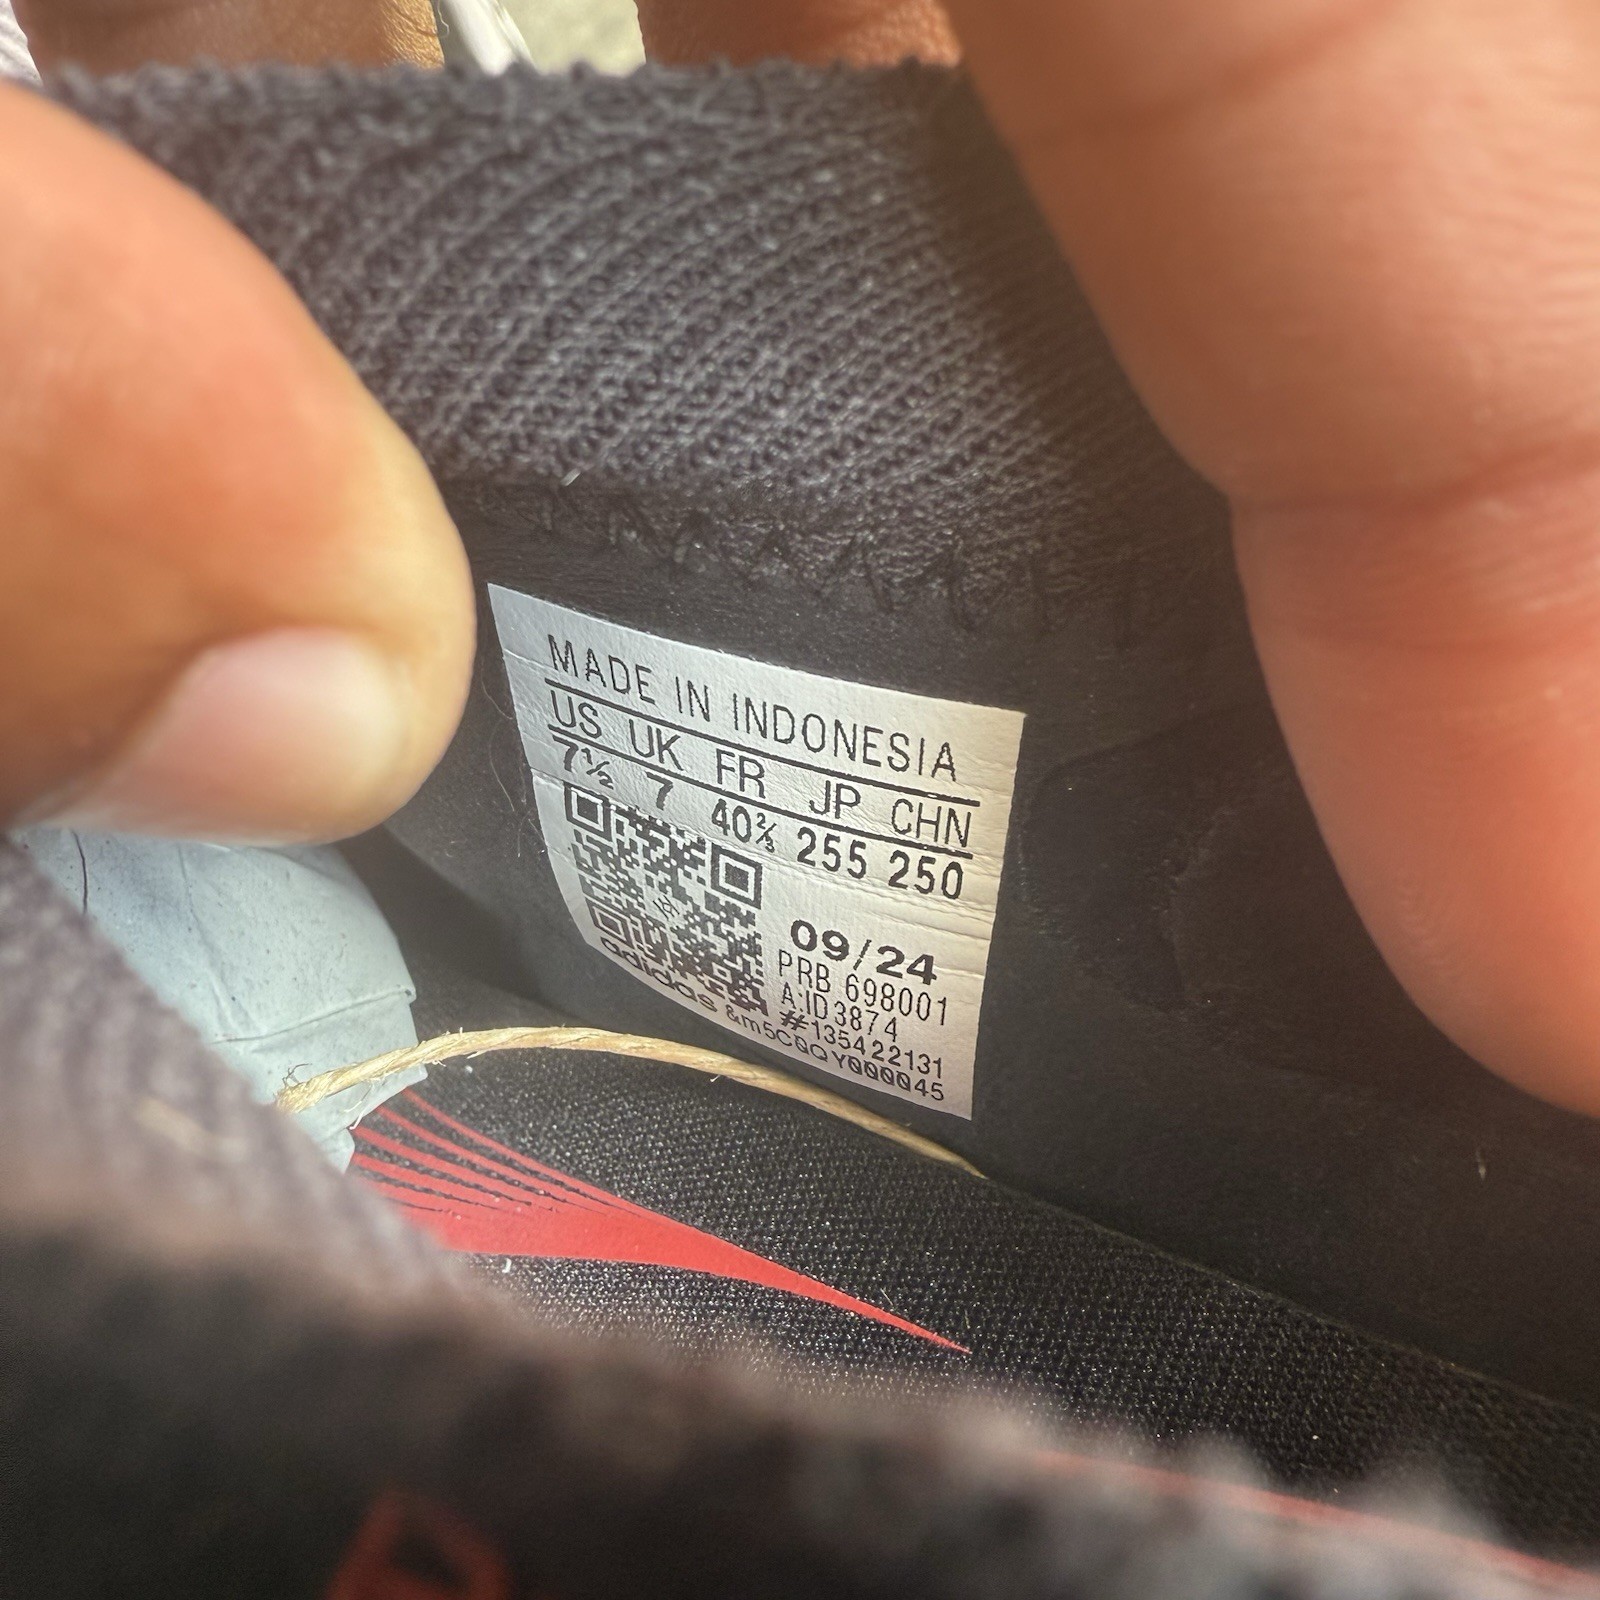 MADE IN INDONESIA
US UK FR JP CHN
7½ 7 40⅔ 255 250
09/24
PRB 698001
A:ID3874
#135422131
adidas &m5C0QY000045